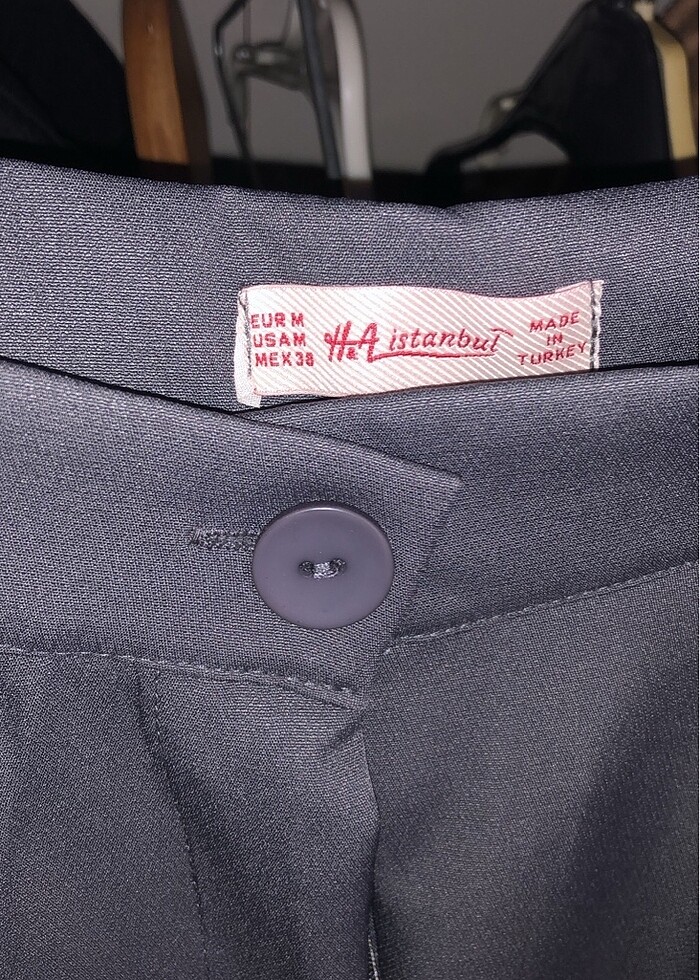 EUR M
USA M
MEX 38
H&A istanbul
MADE
IN
TURKEY